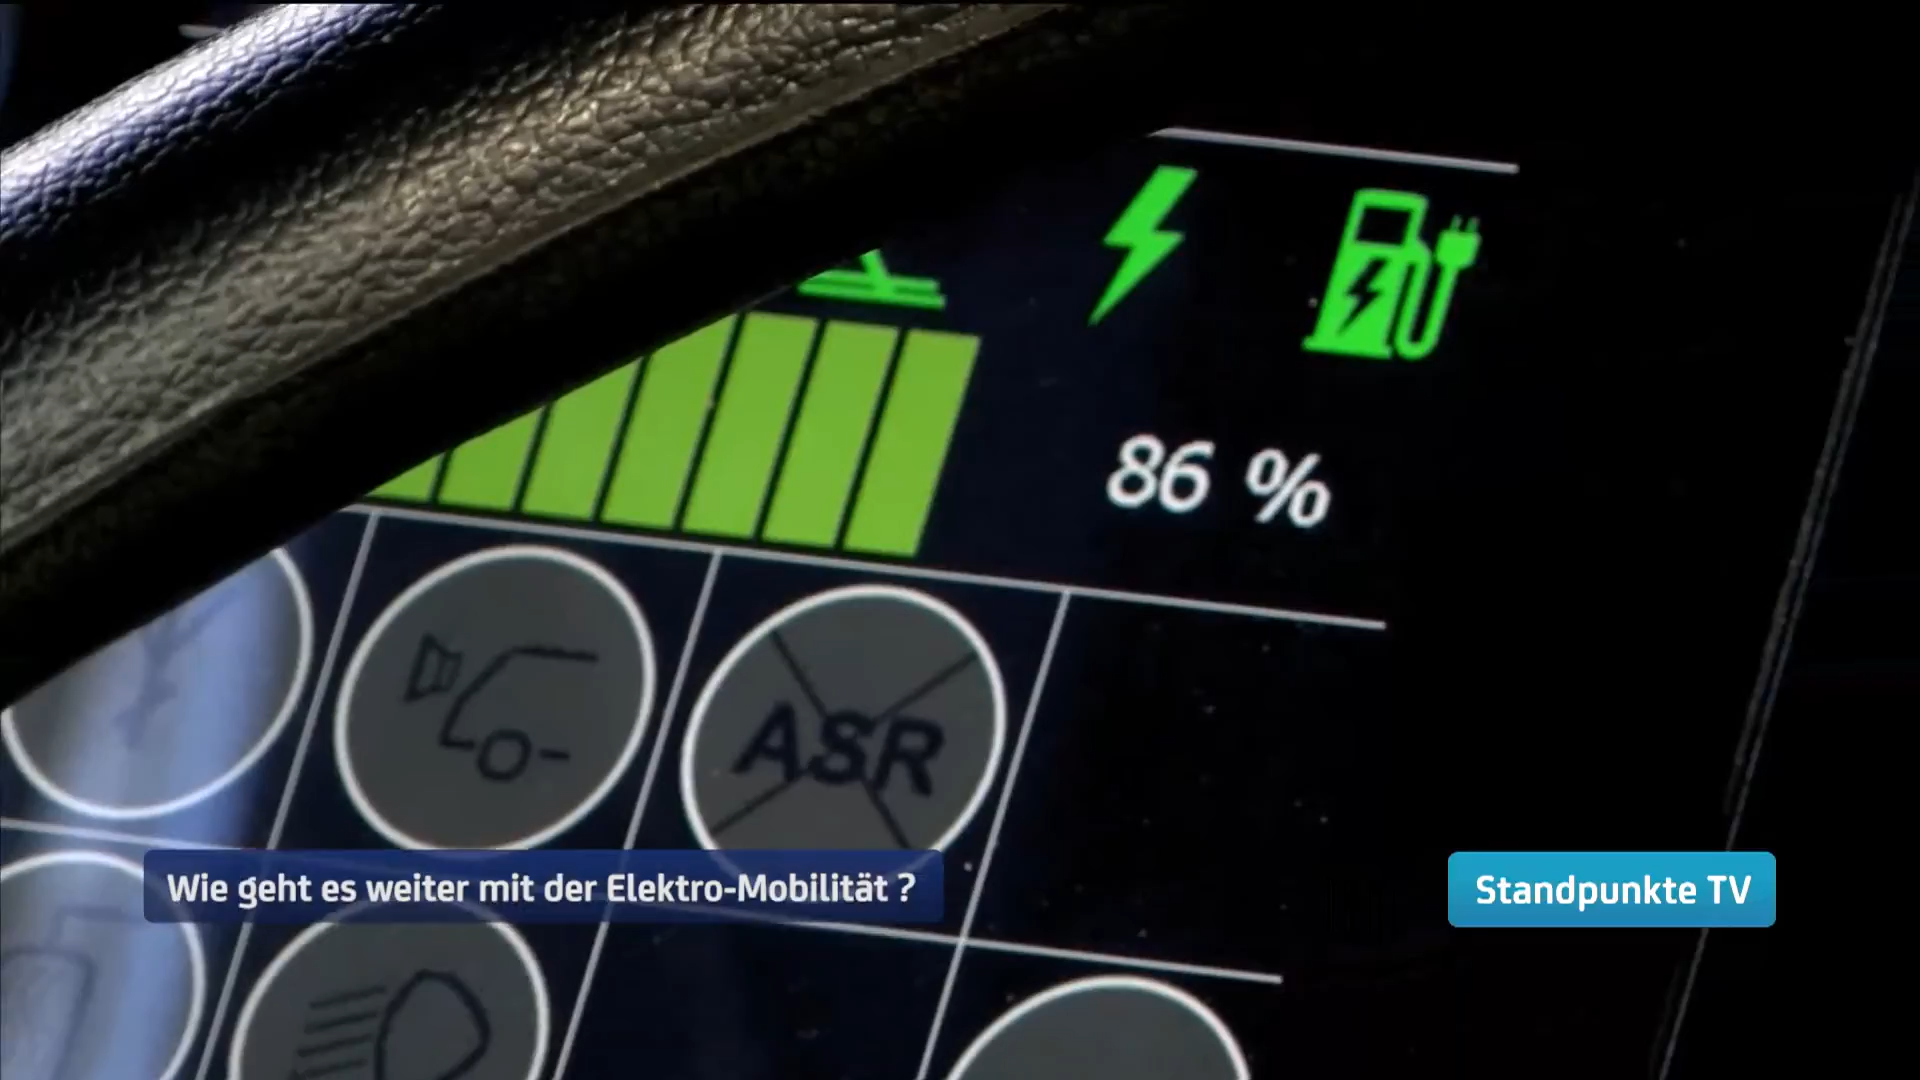 86 %
ASR
Wie geht es weiter mit der Elektro-Mobilität ?
Standpunkte TV